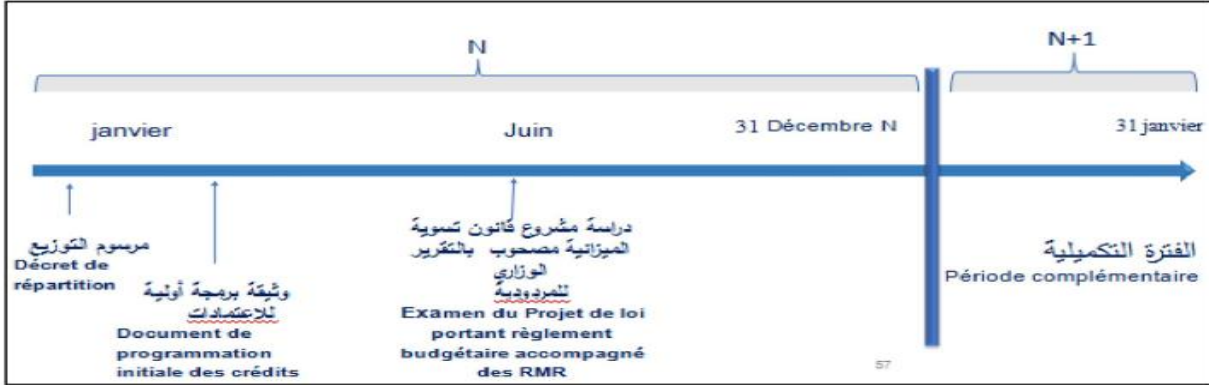 N
N+1
janvier
Juin
31 Décembre N
31 janvier
مرسوم التوزيع
Décret de
répartition
وثيقة برمجة أولية
للاعتمادات
Document de
programmation
initiale des crédits
دراسة مشروع قانون تسوية
الميزانية مصحوب بالتقرير
الوزاري
للمردودية
Examen du Projet de loi
portant règlement
budgétaire accompagné
des RMR
الفترة التكميلية
Période complémentaire
57